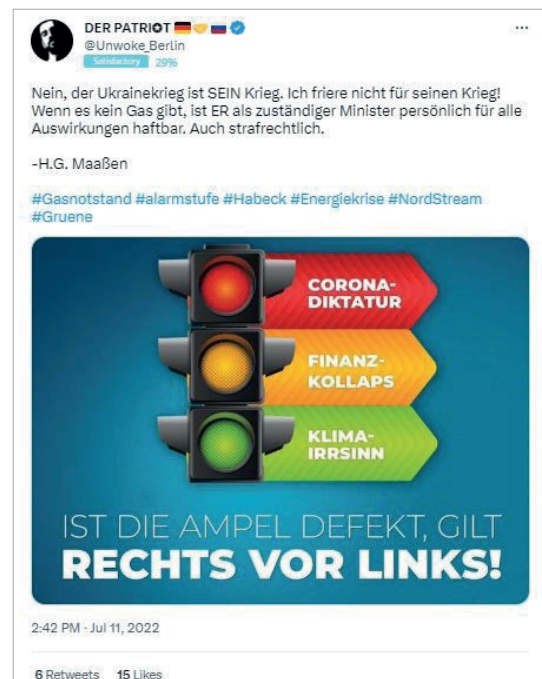 DER PATRIOT
@Unwoke_Berlin
Satisfactory 29%
Nein, der Ukrainekrieg ist SEIN Krieg. Ich friere nicht für seinen Krieg!
Wenn es kein Gas gibt, ist ER als zuständiger Minister persönlich für alle
Auswirkungen haftbar. Auch strafrechtlich.
-H.G. Maaßen
#Gasnotstand #alarmstufe #Habeck #Energiekrise #NordStream
#Gruene
CORONA-
DIKTATUR
FINANZ-
KOLLAPS
KLIMA-
IRRSINN
IST DIE AMPEL DEFEKT, GILT
RECHTS VOR LINKS!
2:42 PM · Jul 11, 2022
6 Retweets 15 Likes